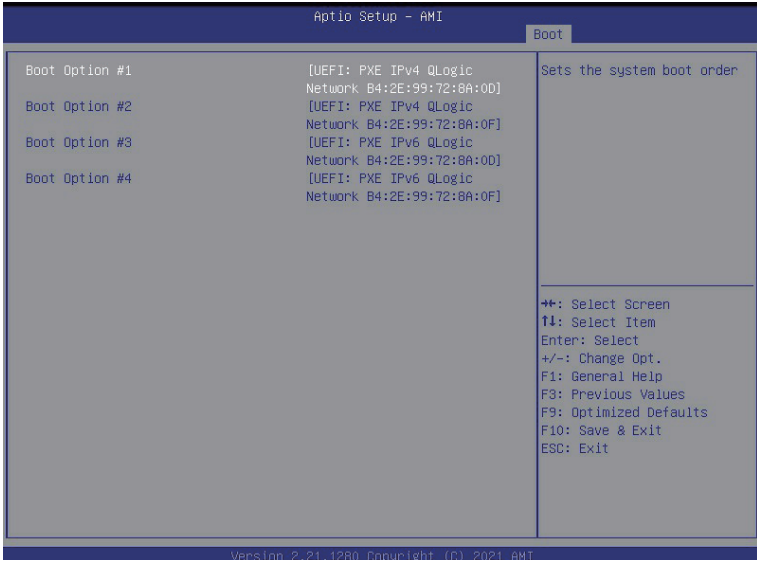 Aptio Setup – AMI
Boot
Boot Option #1 [UEFI: PXE IPv4 QLogic
Network B4:2E:99:72:8A:0D]
Boot Option #2 [UEFI: PXE IPv4 QLogic
Network B4:2E:99:72:8A:0F]
Boot Option #3 [UEFI: PXE IPv6 QLogic
Network B4:2E:99:72:8A:0D]
Boot Option #4 [UEFI: PXE IPv6 QLogic
Network B4:2E:99:72:8A:0F]
Sets the system boot order
→←: Select Screen
↑↓: Select Item
Enter: Select
+/-: Change Opt.
F1: General Help
F3: Previous Values
F9: Optimized Defaults
F10: Save & Exit
ESC: Exit
Version 2.21.1280 Copyright (C) 2021 AMI